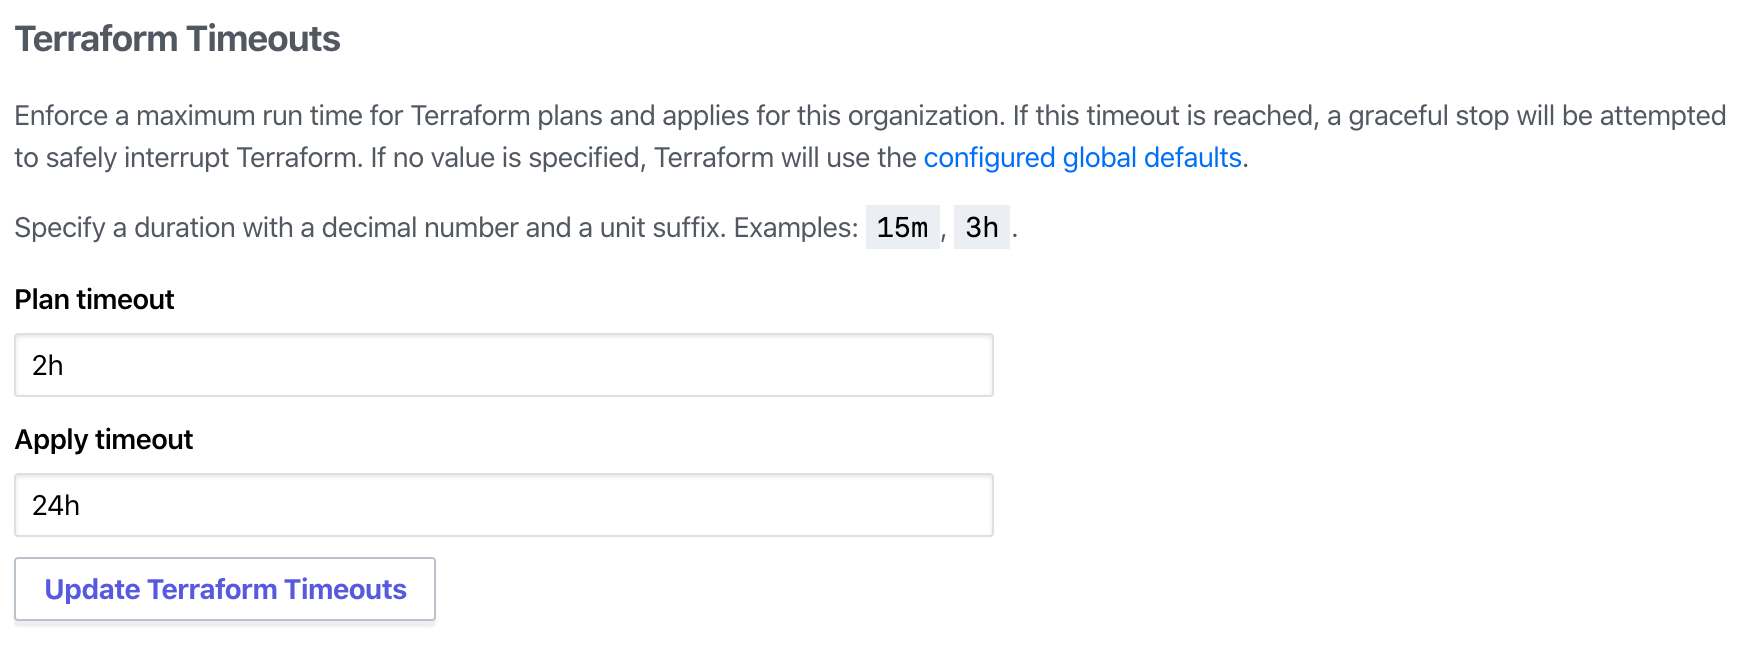 Terraform Timeouts
Enforce a maximum run time for Terraform plans and applies for this organization. If this timeout is reached, a graceful stop will be attempted
to safely interrupt Terraform. If no value is specified, Terraform will use the configured global defaults.
Specify a duration with a decimal number and a unit suffix. Examples: 15m, 3h.
Plan timeout
2h
Apply timeout
24h
Update Terraform Timeouts